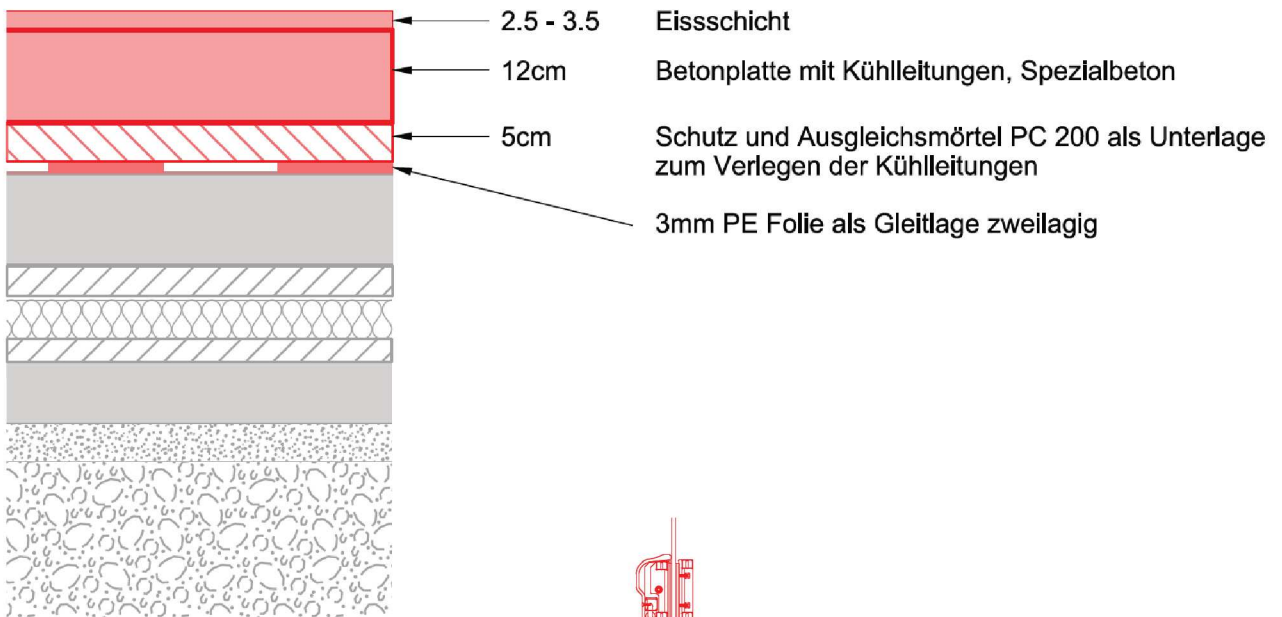 2.5 - 3.5 Eissschicht
12cm Betonplatte mit Kühlleitungen, Spezialbeton
5cm Schutz und Ausgleichsmörtel PC 200 als Unterlage
zum Verlegen der Kühlleitungen
3mm PE Folie als Gleitlage zweilagig